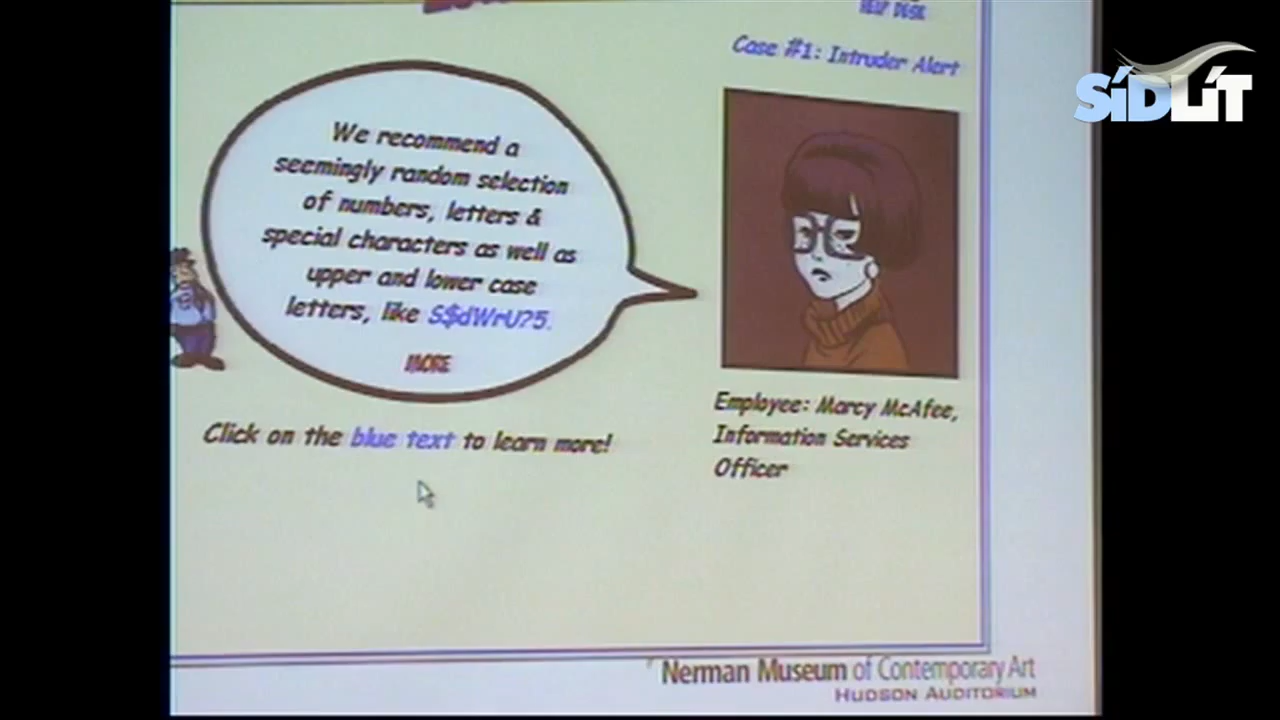 HELP DESK
Case #1: Intruder Alert
SíDLíT
We recommend a
seemingly random selection
of numbers, letters &
special characters as well as
upper and lower case
letters, like S$dWrU?5.
MORE
Click on the blue text to learn more!
Employee: Marcy McAfee,
Information Services
Officer
Nerman Museum of Contemporary Art
HUDSON AUDITORIUM